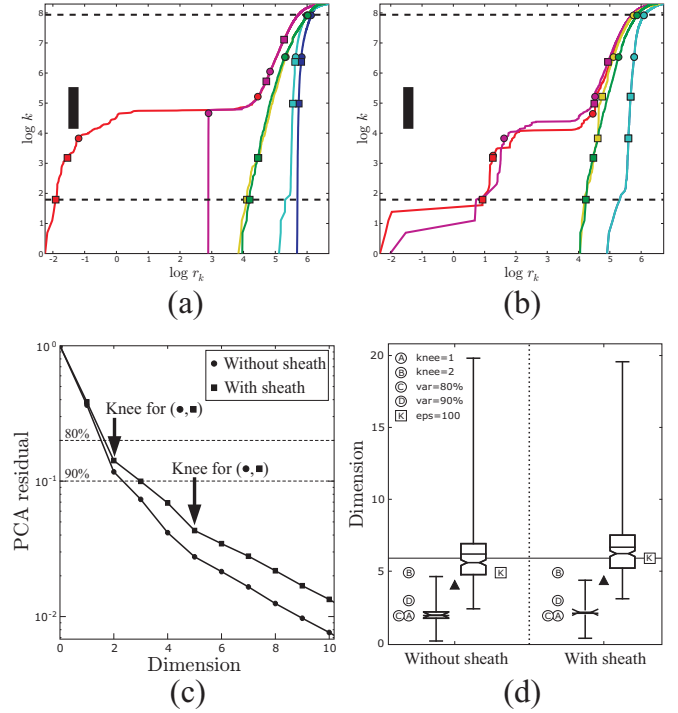 8
7
6
5
4
3
2
1
0
log k
-2
-1
0
1
2
3
4
5
6
log r_k
(a)
8
7
6
5
4
3
2
1
0
log k
-2
-1
0
1
2
3
4
5
6
log r_k
(b)
10^0
10^-1
10^-2
PCA residual
Without sheath
With sheath
Knee for (●,■)
80%
Knee for (●,■)
90%
0
2
4
6
8
10
Dimension
(c)
20
15
10
5
0
Dimension
A knee=1
B knee=2
C var=80%
D var=90%
K eps=100
B
D
C A
K
B
D
C A
K
Without sheath
With sheath
(d)